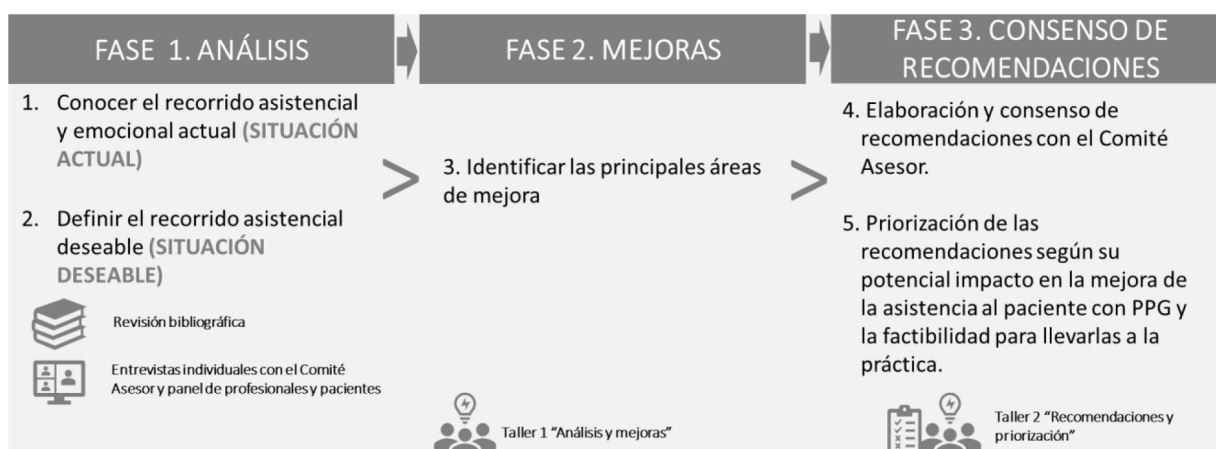 FASE 1. ANÁLISIS
1. Conocer el recorrido asistencial
y emocional actual (SITUACIÓN
ACTUAL)
2. Definir el recorrido asistencial
deseable (SITUACIÓN
DESEABLE)
Revisión bibliográfica
Entrevistas individuales con el Comité
Asesor y panel de profesionales y pacientes
>
FASE 2. MEJORAS
3. Identificar las principales áreas
de mejora
Taller 1 “Análisis y mejoras”
>
FASE 3. CONSENSO DE
RECOMENDACIONES
4. Elaboración y consenso de
recomendaciones con el Comité
Asesor.
5. Priorización de las
recomendaciones según su
potencial impacto en la mejora de
la asistencia al paciente con PPG y
la factibilidad para llevarlas a la
práctica.
Taller 2 “Recomendaciones y
priorización”